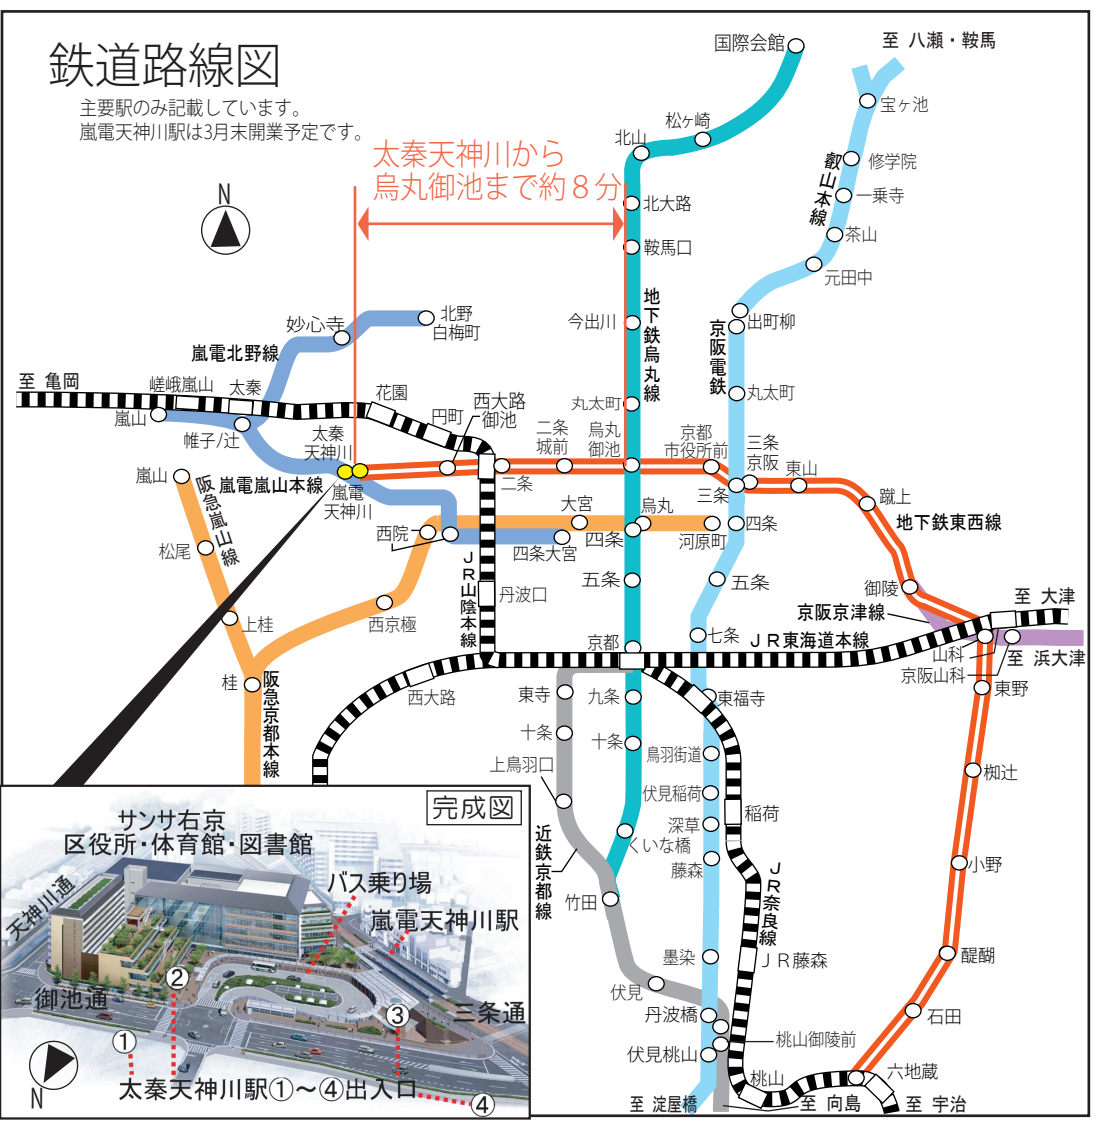 鉄道路線図
主要駅のみ記載しています。
嵐電天神川駅は3月末開業予定です。
太秦天神川から
烏丸御池まで約8分
N
国際会館
松ヶ崎
北山
北大路
鞍馬口
今出川
丸太町
烏丸
御池
地下鉄烏丸線
至 八瀬・鞍馬
宝ヶ池
修学院
一乗寺
茶山
元田中
叡山本線
出町柳
京阪電鉄
丸太町
北野
白梅町
妙心寺
嵐電北野線
至 亀岡
嵯峨嵐山
太秦
花園
円町
嵐山
帷子ノ辻
太秦
天神川
西大路
御池
二条
城前
京都
市役所前
三条
京阪
東山
蹴上
二条
三条
嵐山
阪急嵐山線
嵐電嵐山本線
嵐電
天神川
地下鉄東西線
松尾
上桂
桂
西院
大宮
烏丸
四条大宮
四条
河原町
四条
JR山陰本線
五条
五条
御陵
丹波口
西京極
京阪京津線
至 大津
京都
七条
JR東海道本線
山科
京阪山科
至 浜大津
阪急京都本線
西大路
東寺
九条
東福寺
東野
十条
十条
上鳥羽口
鳥羽街道
椥辻
伏見稲荷
稲荷
近鉄京都線
くいな橋
深草
藤森
JR奈良線
小野
竹田
墨染
JR藤森
醍醐
伏見
丹波橋
石田
桃山御陵前
伏見桃山
桃山
六地蔵
至 淀屋橋
至 向島
至 宇治
完成図
サンサ右京
区役所・体育館・図書館
バス乗り場
嵐電天神川駅
天神川通
御池通
三条通
②
③
①
太秦天神川駅①～④出入口
④
N